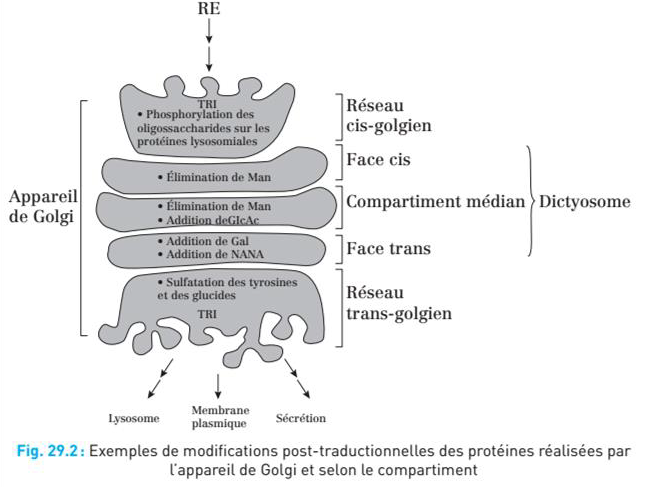 RE
TRI
• Phosphorylation des
oligossaccharides sur les
protéines lysosomiales
Réseau
cis-golgien
• Élimination de Man
Face cis
Appareil
de Golgi
• Élimination de Man
• Addition deGlcAc
Compartiment médian
Dictyosome
• Addition de Gal
• Addition de NANA
Face trans
• Sulfatation des tyrosines
et des glucides
TRI
Réseau
trans-golgien
Lysosome
Membrane
plasmique
Sécrétion
Fig. 29.2 : Exemples de modifications post-traductionnelles des protéines réalisées par
l'appareil de Golgi et selon le compartiment